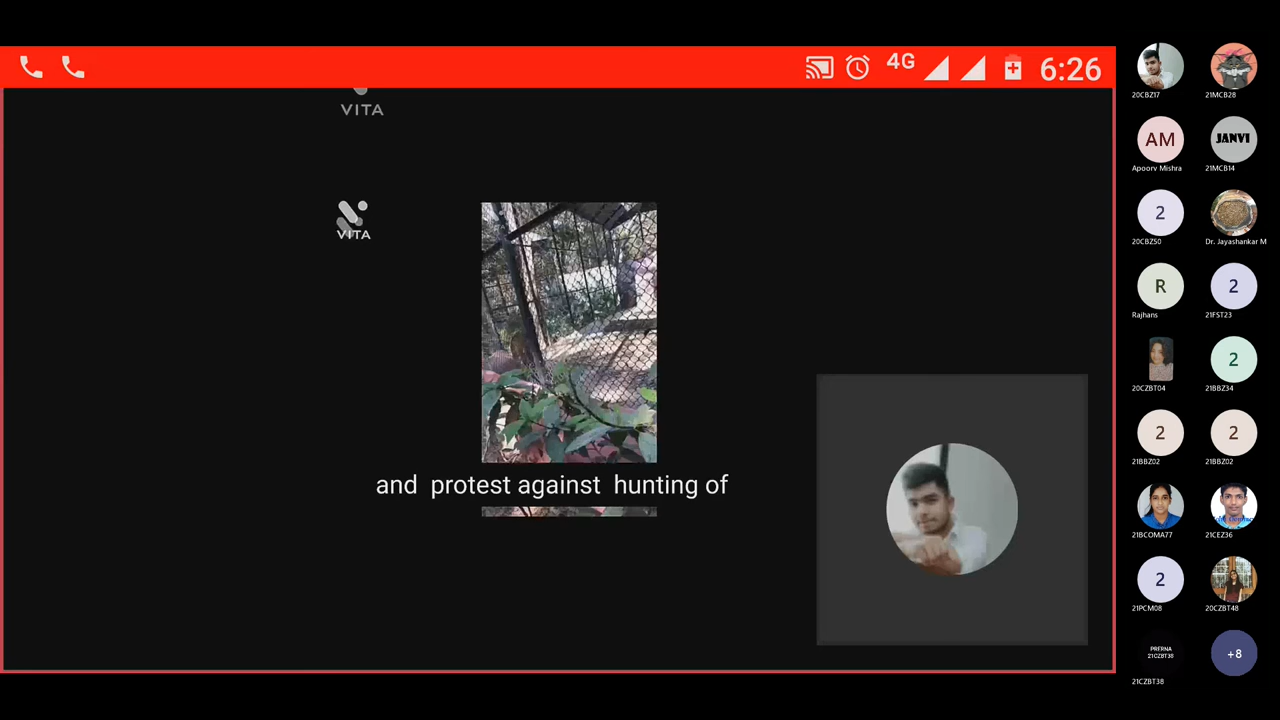 4G 6:26
VITA
VITA
and protest against hunting of
20CBZ17 21MCB28
AM JANVI
Apoorv Mishra 21MCB14
2
20CBZ50 Dr. Jayashankar M
R 2
Rajhans 21FST23
2
20CZBT04 21BBZ34
2 2
21BBZ02 21BBZ02
21BCOMA77 21CEZ36
2
21PCM08 20CZBT48
PRERNA
21CZBT38
+8
21CZBT38